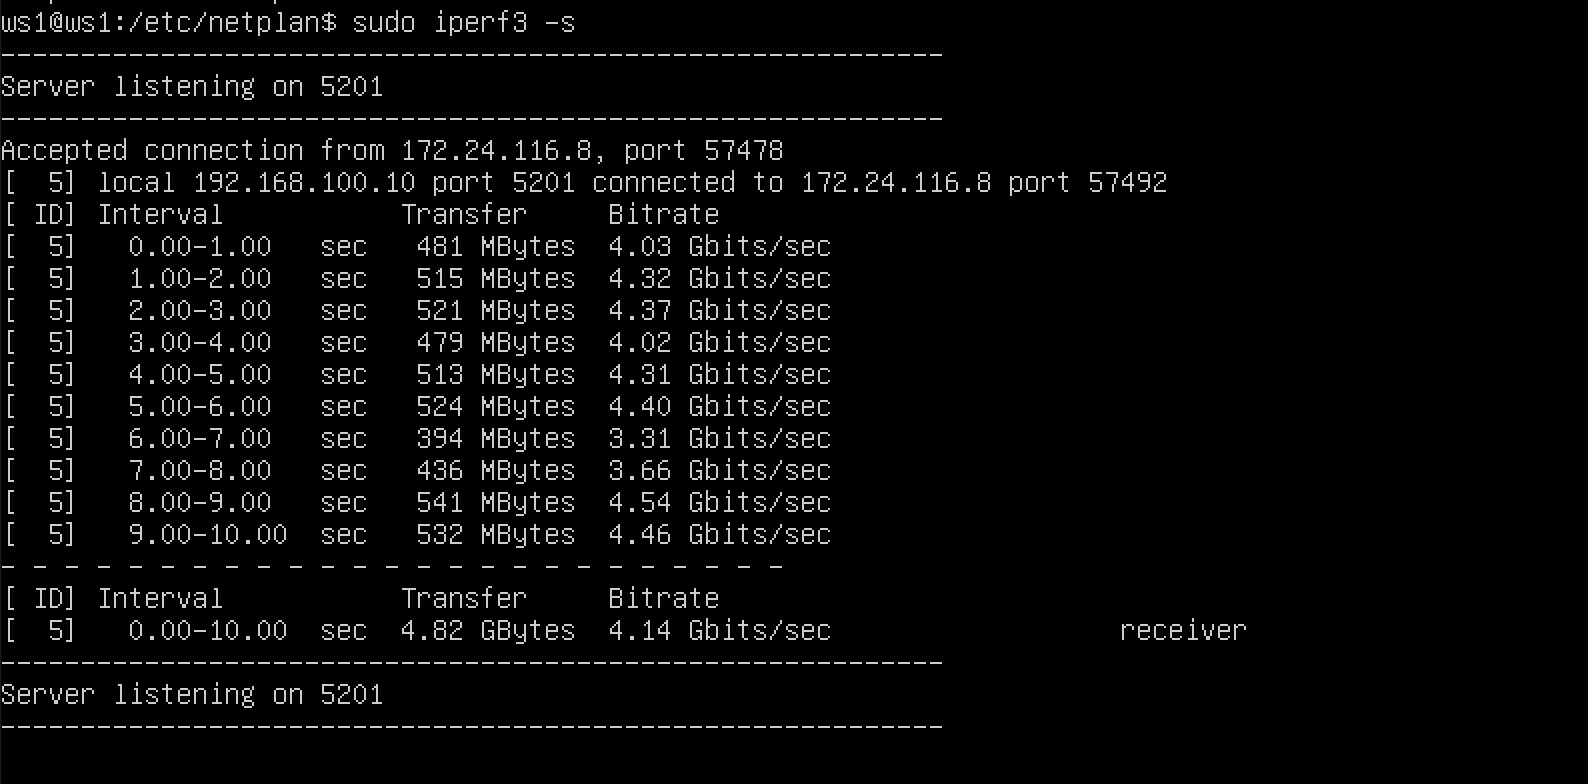 ws1@ws1:/etc/netplan$ sudo iperf3 -s
-----------------------------------------------------------
Server listening on 5201
-----------------------------------------------------------
Accepted connection from 172.24.116.8, port 57478
[  5] local 192.168.100.10 port 5201 connected to 172.24.116.8 port 57492
[ ID] Interval           Transfer     Bitrate
[  5]   0.00-1.00   sec   481 MBytes  4.03 Gbits/sec
[  5]   1.00-2.00   sec   515 MBytes  4.32 Gbits/sec
[  5]   2.00-3.00   sec   521 MBytes  4.37 Gbits/sec
[  5]   3.00-4.00   sec   479 MBytes  4.02 Gbits/sec
[  5]   4.00-5.00   sec   513 MBytes  4.31 Gbits/sec
[  5]   5.00-6.00   sec   524 MBytes  4.40 Gbits/sec
[  5]   6.00-7.00   sec   394 MBytes  3.31 Gbits/sec
[  5]   7.00-8.00   sec   436 MBytes  3.66 Gbits/sec
[  5]   8.00-9.00   sec   541 MBytes  4.54 Gbits/sec
[  5]   9.00-10.00  sec   532 MBytes  4.46 Gbits/sec
- - - - - - - - - - - - - - - - - - - - - - - - -
[ ID] Interval           Transfer     Bitrate
[  5]   0.00-10.00  sec  4.82 GBytes  4.14 Gbits/sec                  receiver
-----------------------------------------------------------
Server listening on 5201
-----------------------------------------------------------